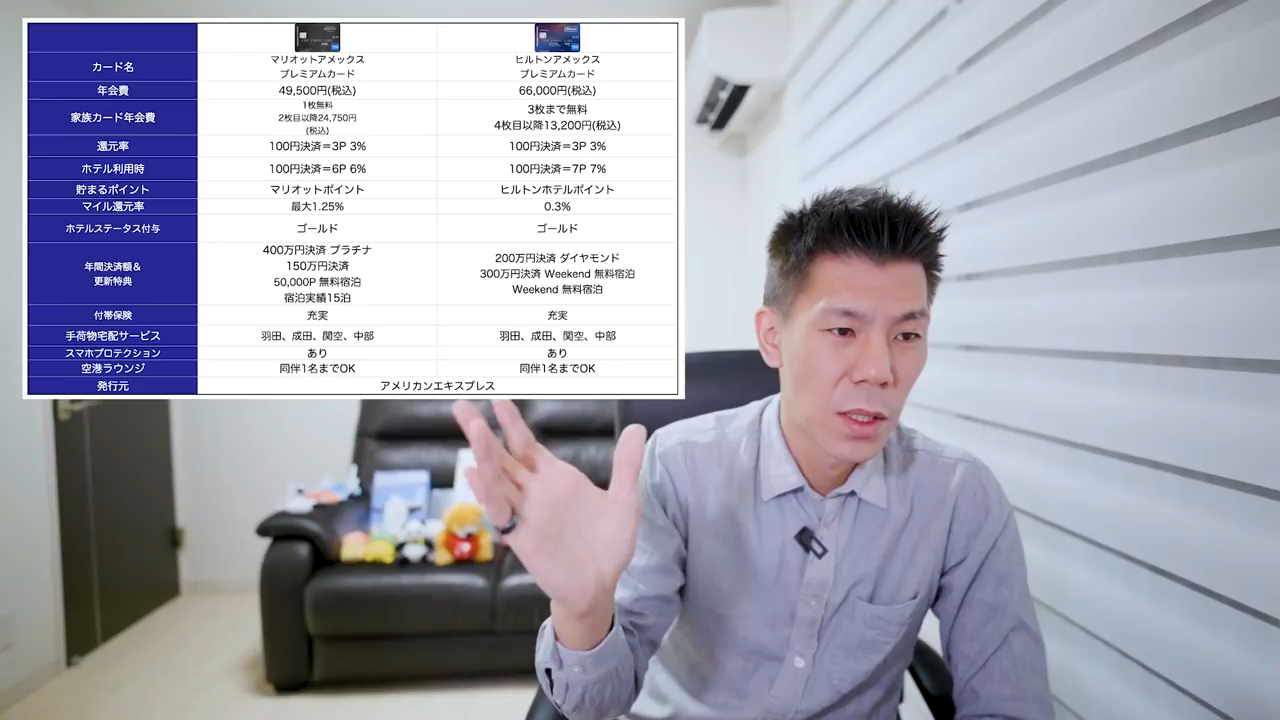 カード名
マリオットアメックス
プレミアムカード
ヒルトンアメックス
プレミアムカード
年会費
49,500円(税込)
66,000円(税込)
家族カード年会費
1枚無料
2枚目以降24,750円
(税込)
3枚まで無料
4枚目以降13,200円(税込)
還元率
100円決済=3P 3%
100円決済=3P 3%
ホテル利用時
100円決済=6P 6%
100円決済=7P 7%
貯まるポイント
マリオットポイント
ヒルトンホテルポイント
マイル還元率
最大1.25%
0.3%
ホテルステータス付与
ゴールド
ゴールド
年間決済額&
更新特典
400万円決済 プラチナ
150万円決済
50,000P 無料宿泊
宿泊実績15泊
200万円決済 ダイヤモンド
300万円決済 Weekend 無料宿泊
Weekend 無料宿泊
付帯保険
充実
充実
手荷物宅配サービス
羽田、成田、関空、中部
羽田、成田、関空、中部
スマホプロテクション
あり
あり
空港ラウンジ
同伴1名までOK
同伴1名までOK
発行元
アメリカンエキスプレス